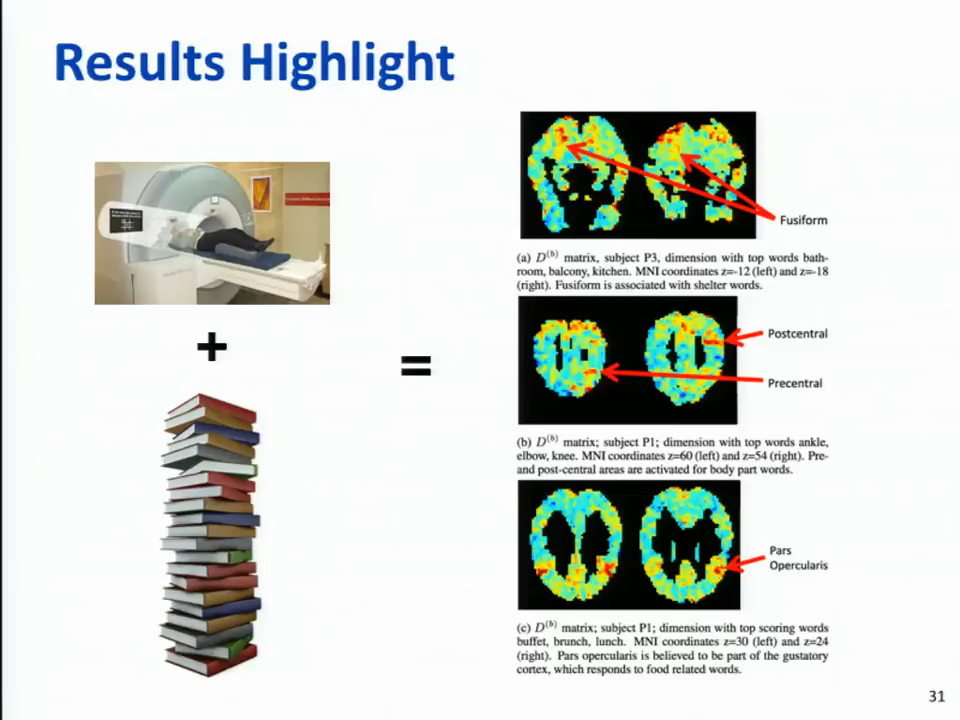 Results Highlight
+
=
Fusiform
(a) D(b) matrix, subject P3, dimension with top words bath-
room, balcony, kitchen. MNI coordinates z=-12 (left) and z=-18
(right). Fusiform is associated with shelter words.
Postcentral
Precentral
(b) D(b) matrix; subject P1; dimension with top words ankle,
elbow, knee. MNI coordinates z=60 (left) and z=54 (right). Pre-
and post-central areas are activated for body part words.
Pars
Opercularis
(c) D(b) matrix; subject P1; dimension with top scoring words
buffet, brunch, lunch. MNI coordinates z=30 (left) and z=24
(right). Pars opercularis is believed to be part of the gustatory
cortex, which responds to food related words.
31